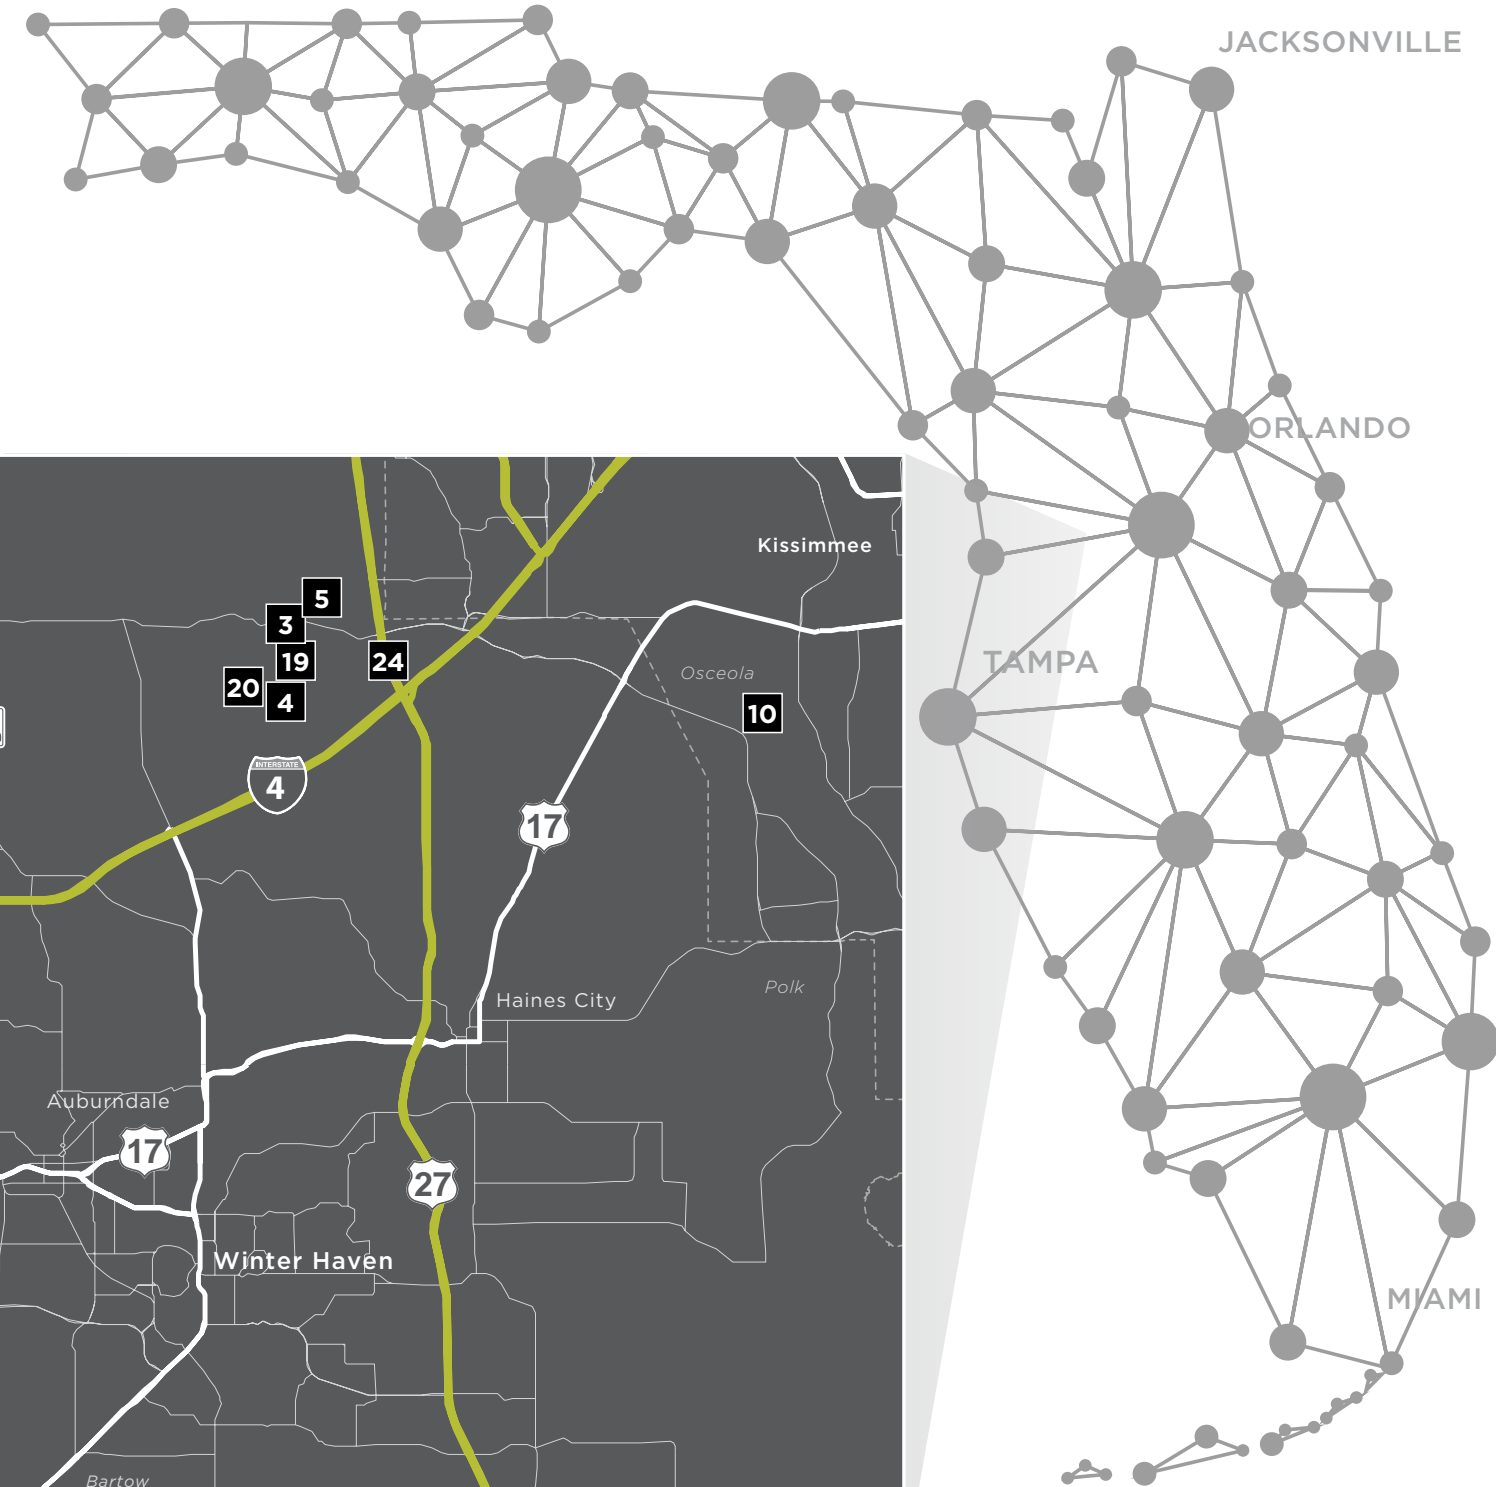 JACKSONVILLE
ORLANDO
Kissimmee
5
3
19
24
TAMPA
Osceola
20
4
10
INTERSTATE
4
17
Polk
Haines City
Auburndale
17
27
Winter Haven
MIAMI
Bartow